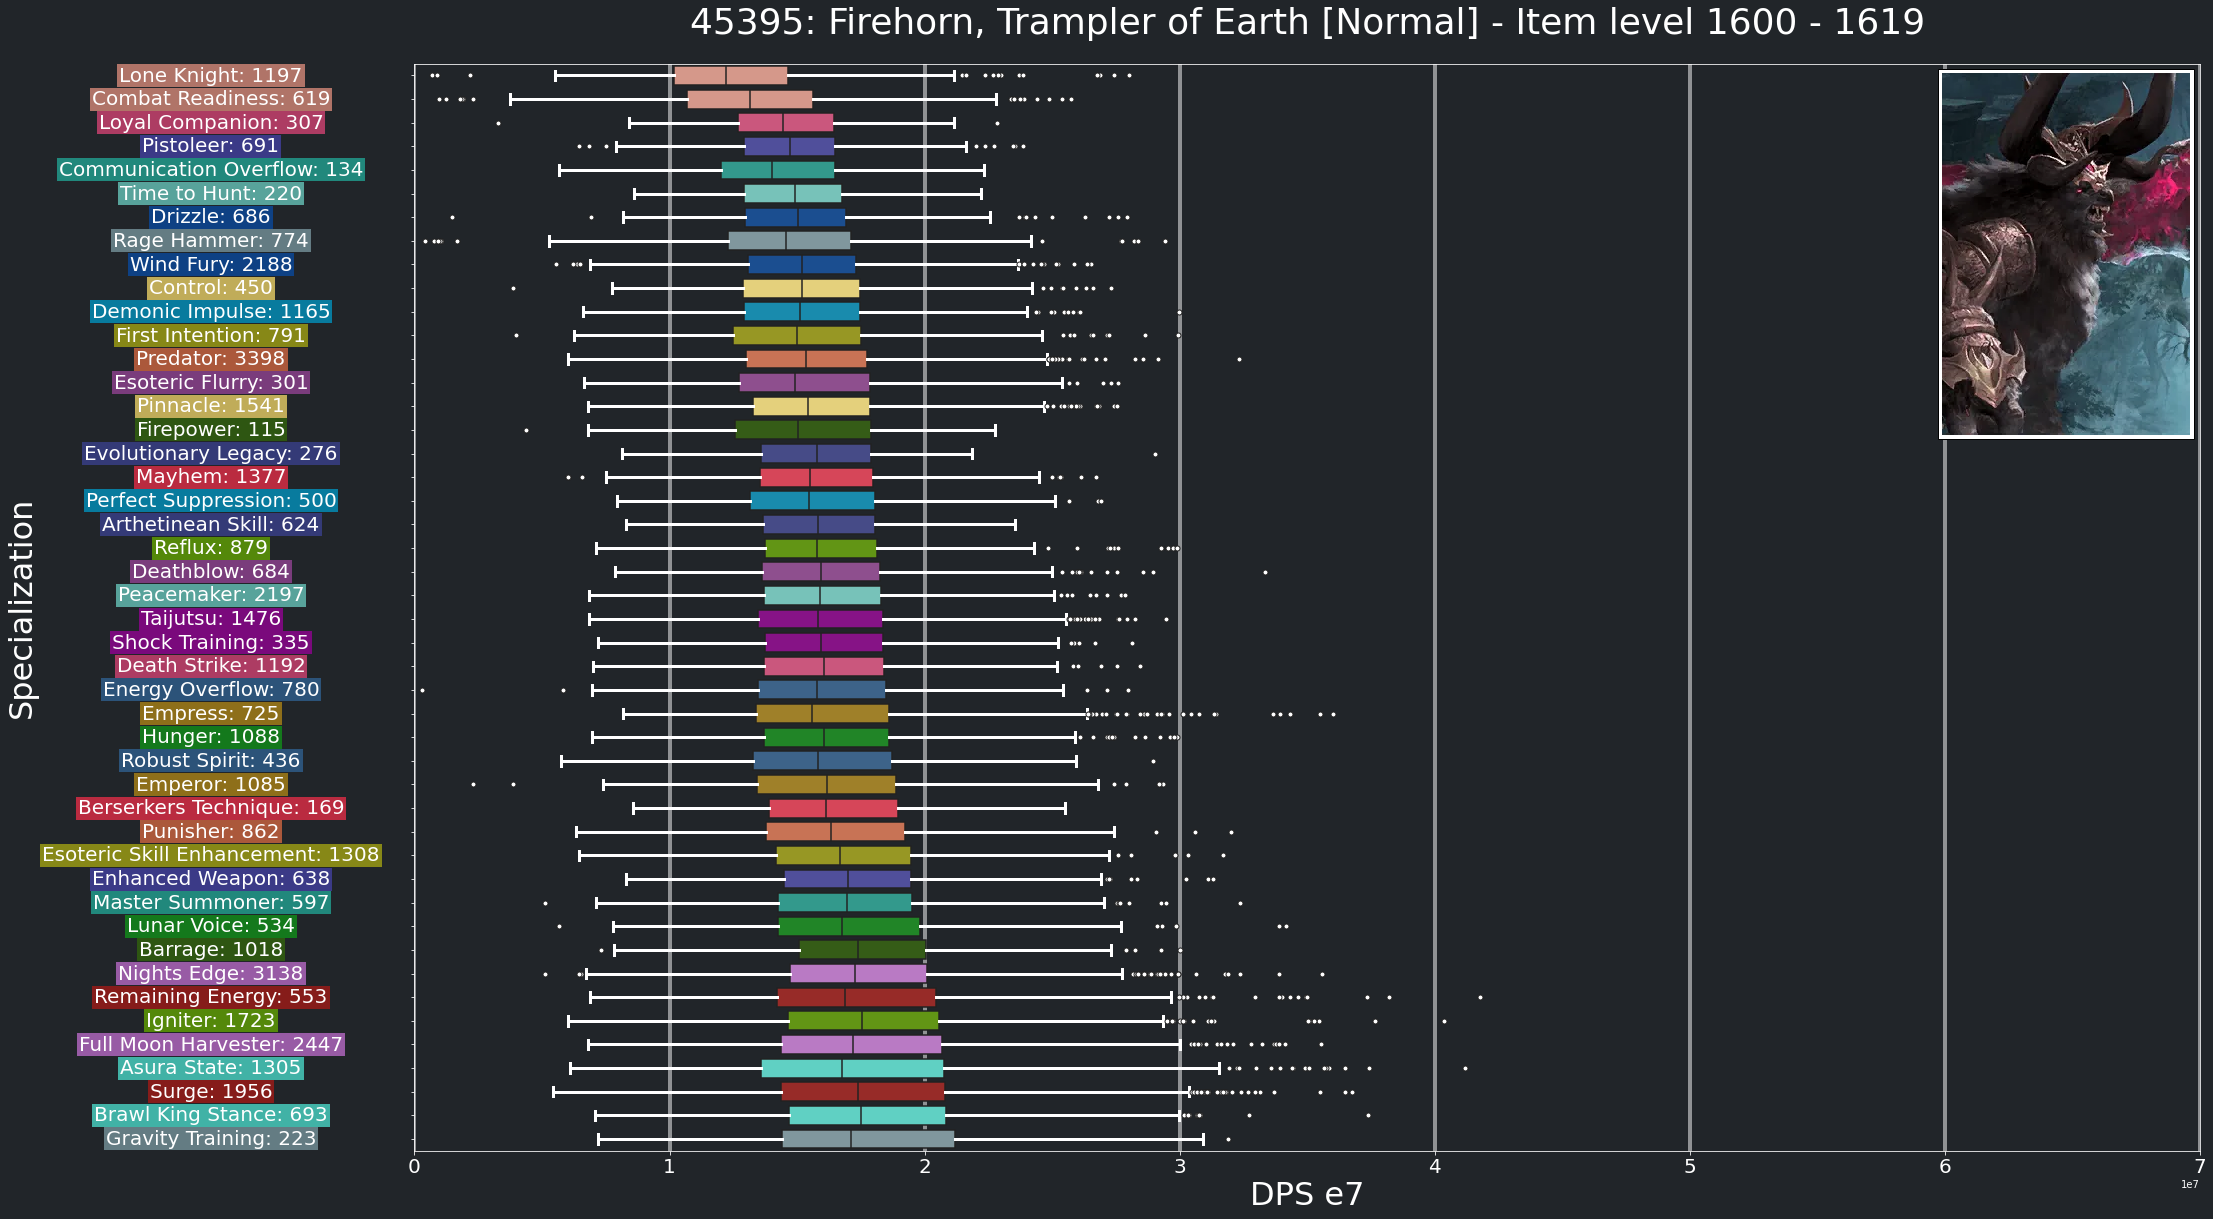 45395: Firehorn, Trampler of Earth [Normal] - Item level 1600 - 1619
Specialization
Lone Knight: 1197
Combat Readiness: 619
Loyal Companion: 307
Pistoleer: 691
Communication Overflow: 134
Time to Hunt: 220
Drizzle: 686
Rage Hammer: 774
Wind Fury: 2188
Control: 450
Demonic Impulse: 1165
First Intention: 791
Predator: 3398
Esoteric Flurry: 301
Pinnacle: 1541
Firepower: 115
Evolutionary Legacy: 276
Mayhem: 1377
Perfect Suppression: 500
Arthetinean Skill: 624
Reflux: 879
Deathblow: 684
Peacemaker: 2197
Taijutsu: 1476
Shock Training: 335
Death Strike: 1192
Energy Overflow: 780
Empress: 725
Hunger: 1088
Robust Spirit: 436
Emperor: 1085
Berserkers Technique: 169
Punisher: 862
Esoteric Skill Enhancement: 1308
Enhanced Weapon: 638
Master Summoner: 597
Lunar Voice: 534
Barrage: 1018
Nights Edge: 3138
Remaining Energy: 553
Igniter: 1723
Full Moon Harvester: 2447
Asura State: 1305
Surge: 1956
Brawl King Stance: 693
Gravity Training: 223
0 1 2 3 4 5 6 7
DPS e7
1e7